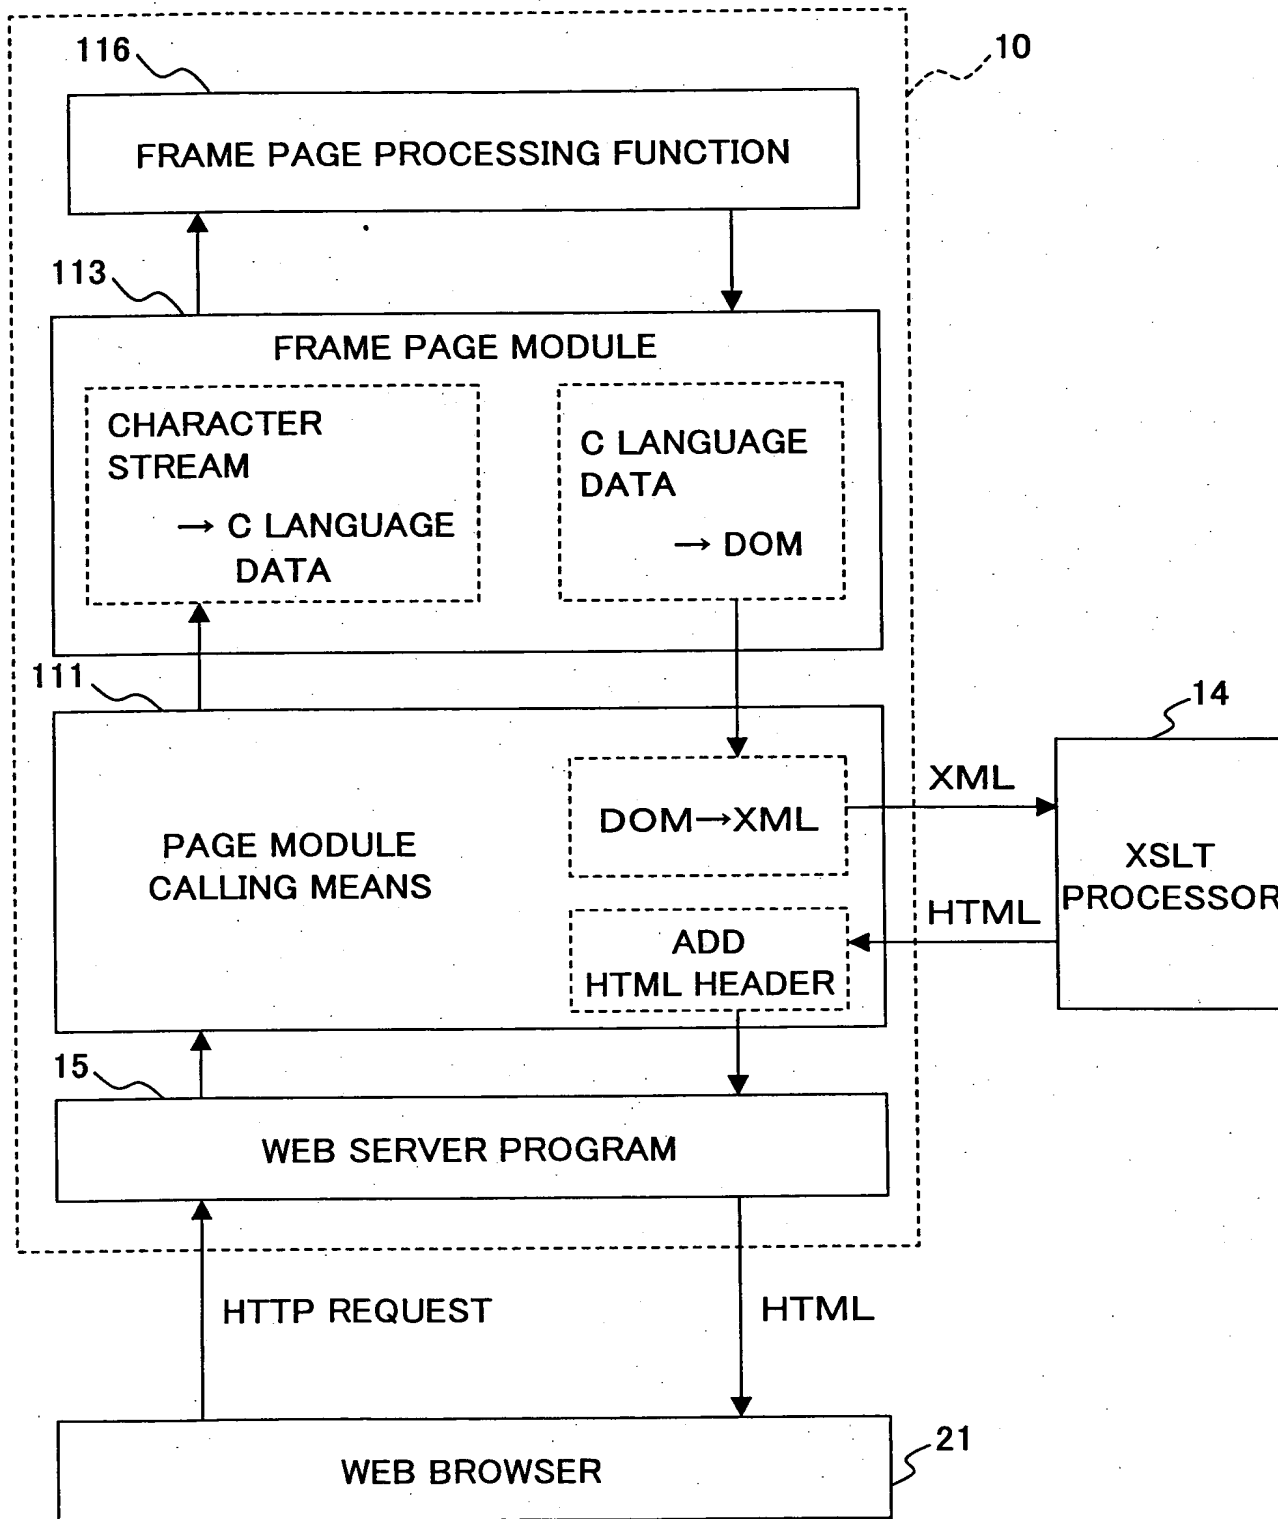 116
10
FRAME PAGE PROCESSING FUNCTION
113
FRAME PAGE MODULE
CHARACTER
STREAM
→ C LANGUAGE
DATA
C LANGUAGE
DATA
→ DOM
111
14
PAGE MODULE
CALLING MEANS
DOM→XML
XML
XSLT
PROCESSOR
HTML
ADD
HTML HEADER
15
WEB SERVER PROGRAM
HTTP REQUEST
HTML
21
WEB BROWSER